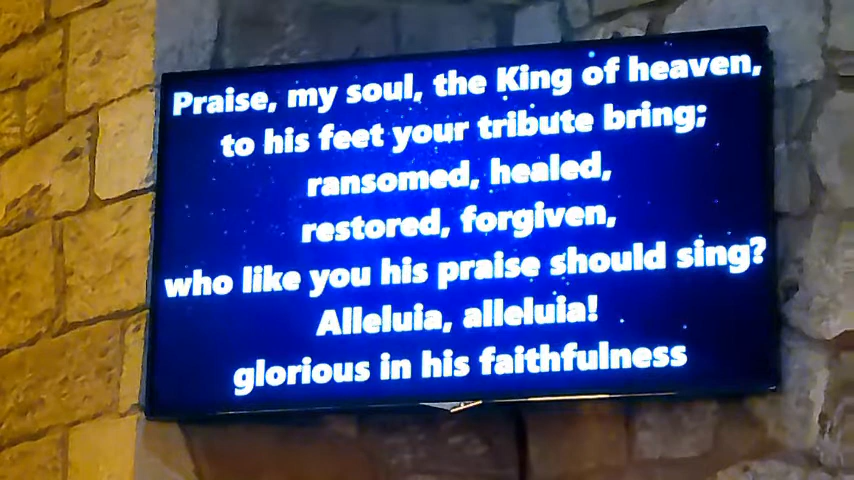 Praise, my soul, the King of heaven,
to his feet your tribute bring;
ransomed, healed,
restored, forgiven,
who like you his praise should sing?
Alleluia, alleluia!
glorious in his faithfulness